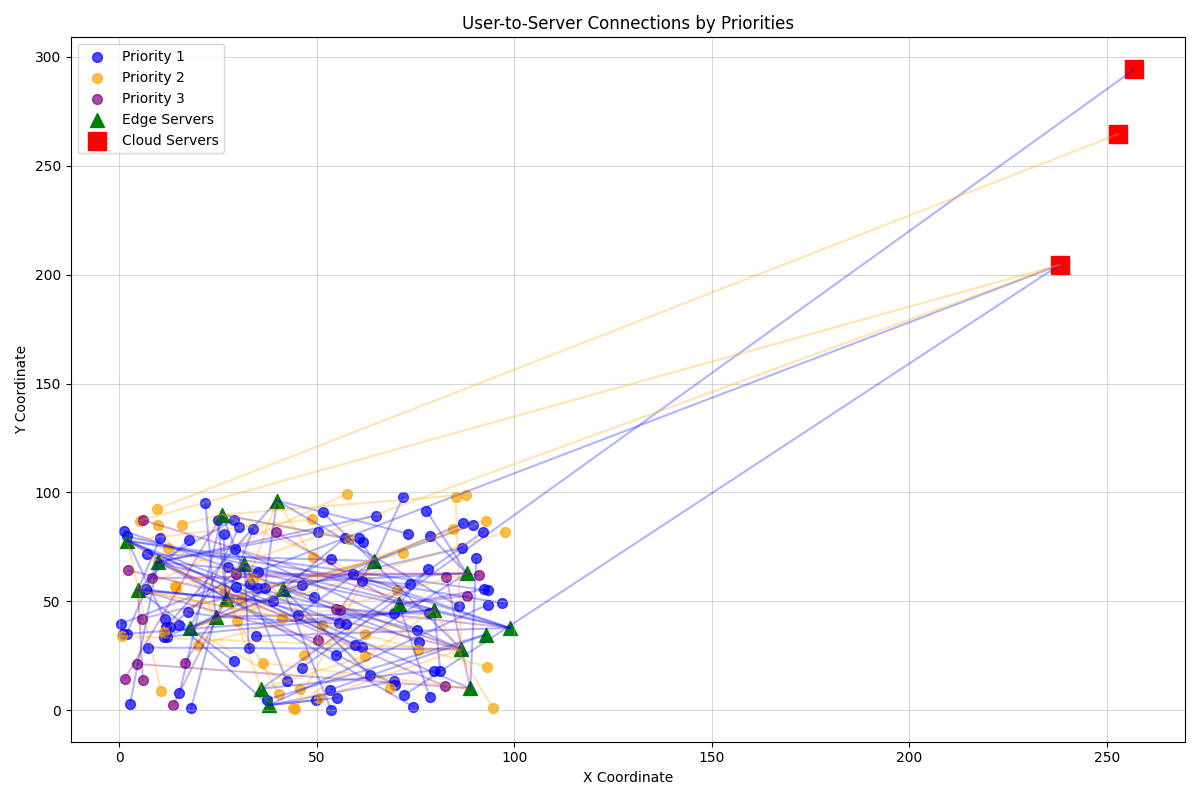 User-to-Server Connections by Priorities
Priority 1
Priority 2
Priority 3
Edge Servers
Cloud Servers
Y Coordinate
300
250
200
150
100
50
0
0 50 100 150 200 250
X Coordinate